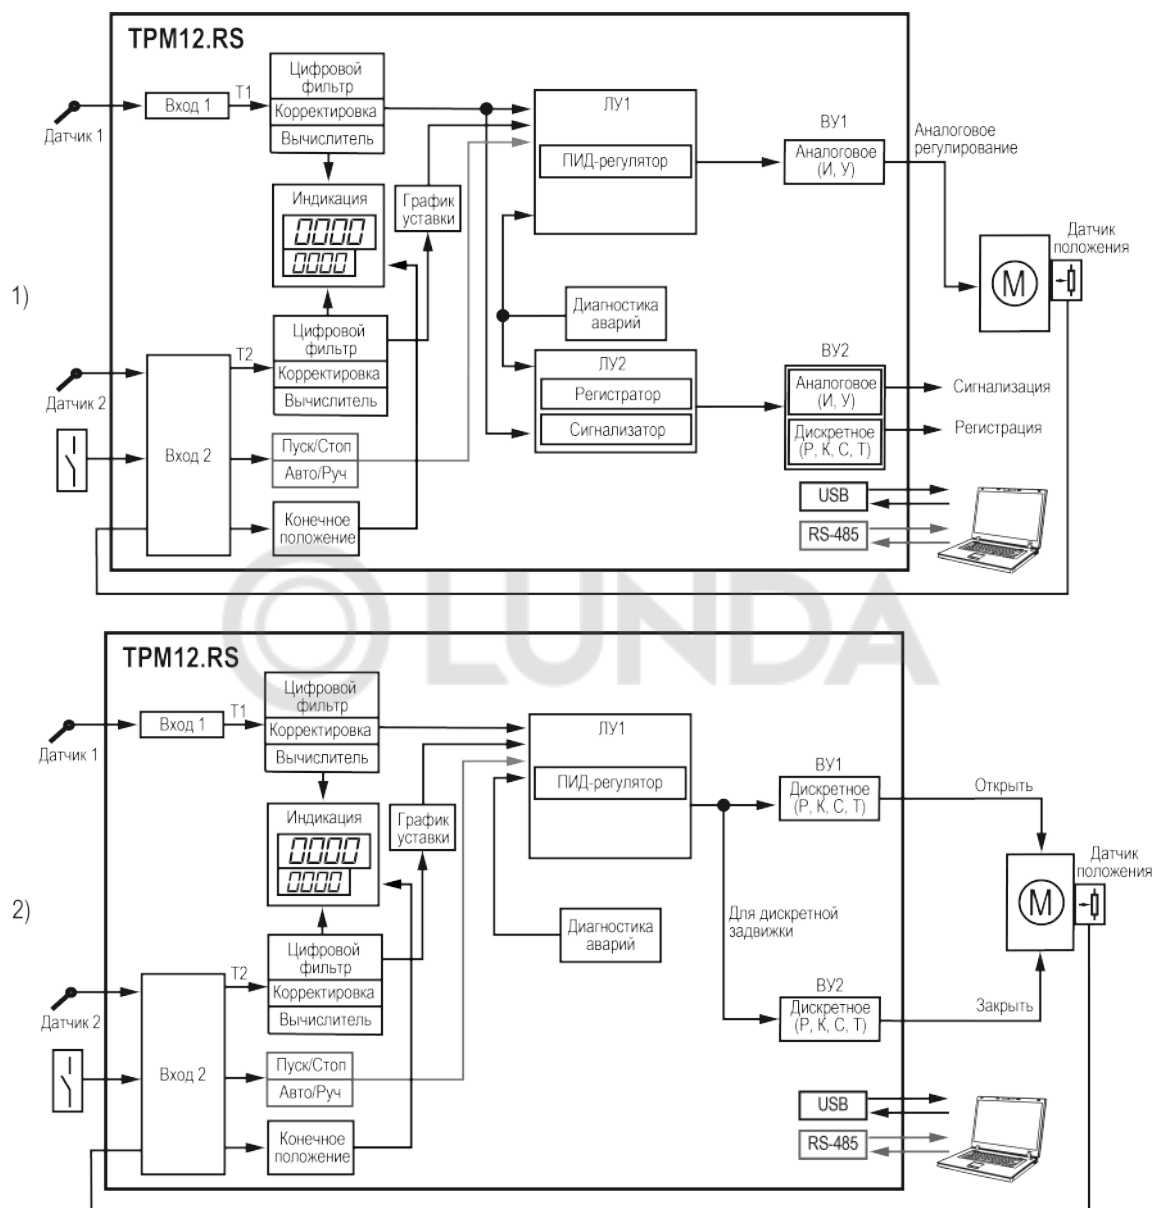 ТРМ12.RS
Цифровой
фильтр
Корректировка
Вычислитель
Вход 1
Т1
Датчик 1
Индикация
0000
0000
График
уставки
ЛУ1
ПИД-регулятор
ВУ1
Аналоговое
(И, У)
Аналоговое
регулирование
Датчик
положения
М
1)
Диагностика
аварий
Цифровой
фильтр
Корректировка
Вычислитель
Т2
Датчик 2
Вход 2
Пуск/Стоп
Авто/Руч
Конечное
положение
ЛУ2
Регистратор
Сигнализатор
ВУ2
Аналоговое
(И, У)
Дискретное
(Р, К, С, Т)
Сигнализация
Регистрация
USB
RS-485
LUNDA
ТРМ12.RS
Цифровой
фильтр
Корректировка
Вычислитель
Вход 1
Т1
Датчик 1
Индикация
0000
0000
График
уставки
ЛУ1
ПИД-регулятор
ВУ1
Дискретное
(Р, К, С, Т)
Открыть
Датчик
положения
М
2)
Диагностика
аварий
Для дискретной
задвижки
Цифровой
фильтр
Корректировка
Вычислитель
Т2
Датчик 2
Вход 2
Пуск/Стоп
Авто/Руч
Конечное
положение
ВУ2
Дискретное
(Р, К, С, Т)
Закрыть
USB
RS-485